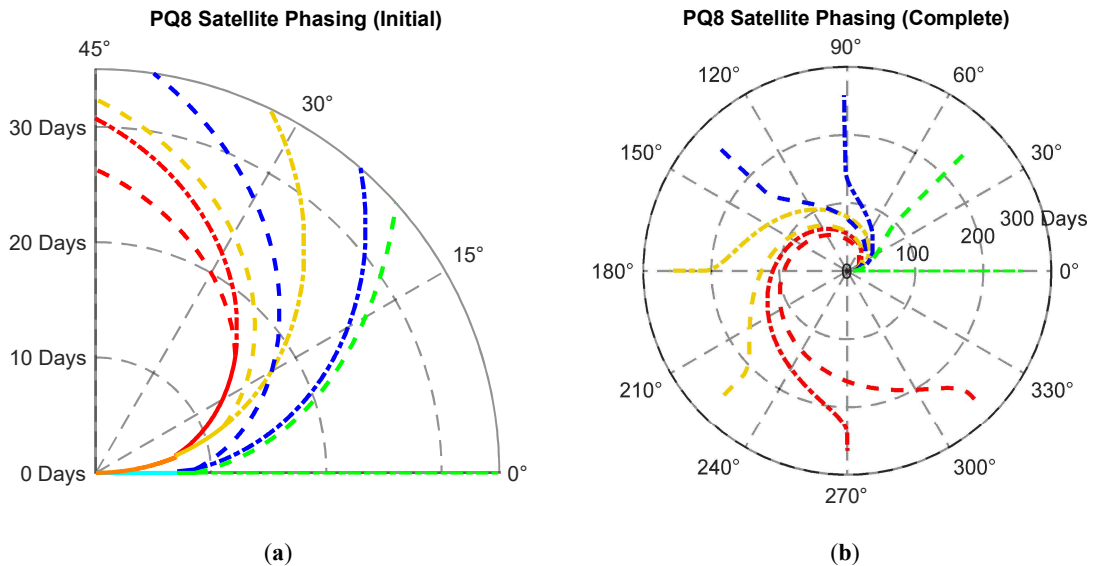 PQ8 Satellite Phasing (Initial)
45°
30°
15°
0°
30 Days
20 Days
10 Days
0 Days
(a)
PQ8 Satellite Phasing (Complete)
90°
120°
60°
150°
30°
300 Days
200
100
0
180°
0°
210°
330°
240°
300°
270°
(b)